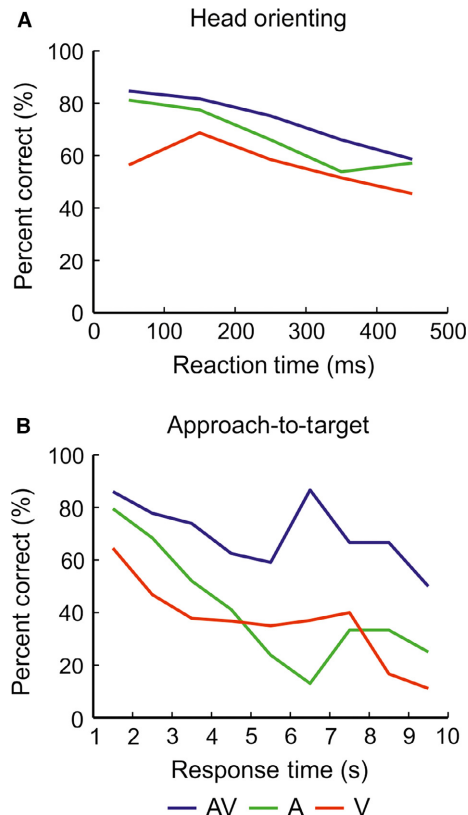 A
Head orienting
Percent correct (%)
100
80
60
40
20
0
0 100 200 300 400 500
Reaction time (ms)
B
Approach-to-target
Percent correct (%)
100
80
60
40
20
0
1 2 3 4 5 6 7 8 9 10
Response time (s)
AV A V